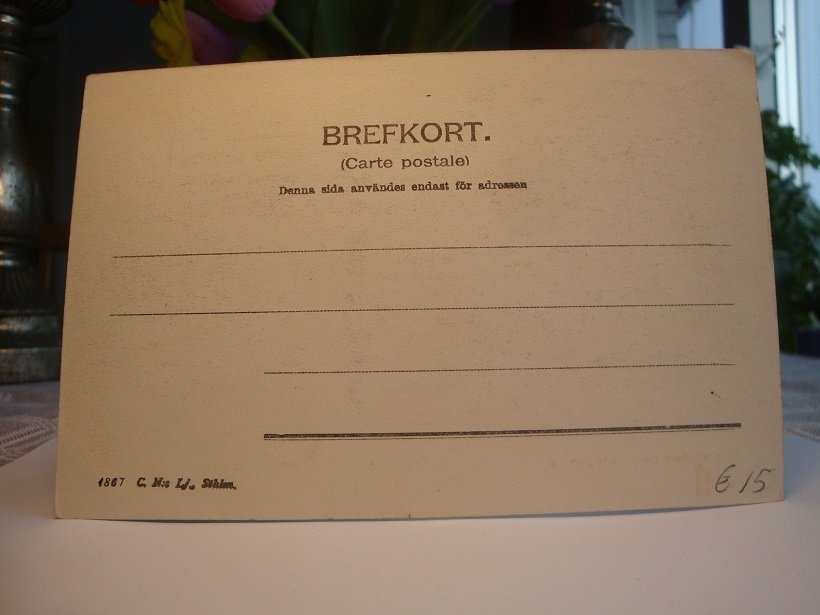 BREFKORT.
(Carte postale)
Denna sida användes endast för adressen
1867 C. N:s Lj., Sthlm.
€ 15